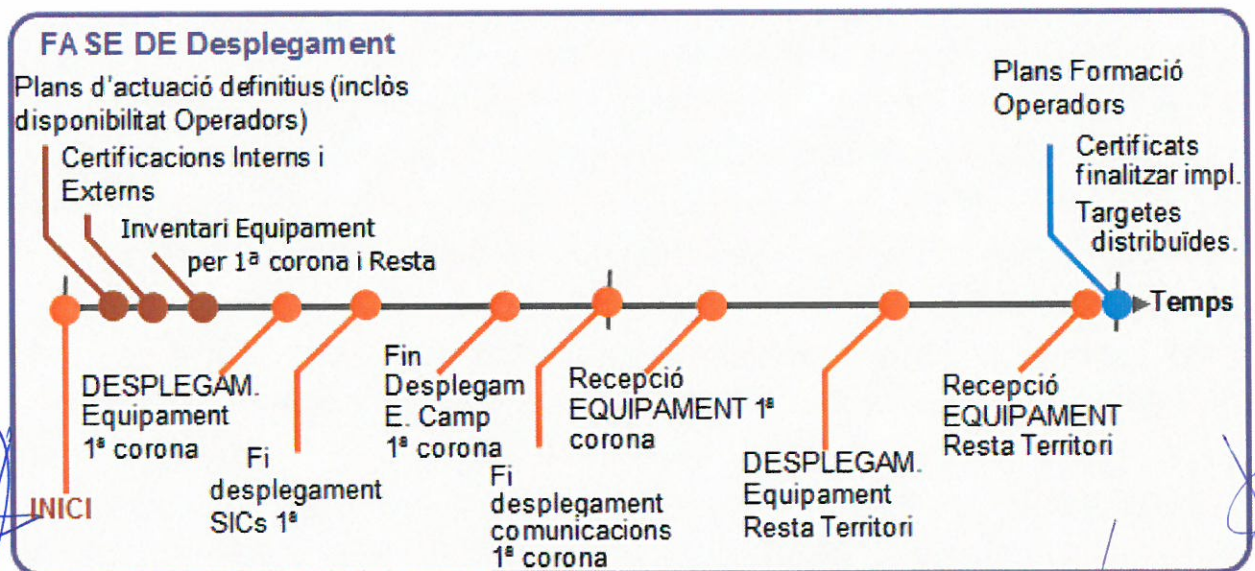 FASE DE Desplegament
Plans d'actuació definitius (inclòs
disponibilitat Operadors)
Certificacions Interns i
Externs
Inventari Equipament
per 1ª corona i Resta
Plans Formació
Operadors
Certificats
finalitzar impl.
Targetes
distribuïdes.
Temps
INICI
DESPLEGAM.
Equipament
1ª corona
Fi
desplegament
SICs 1ª
Fin
Desplegam
E. Camp
1ª corona
Fi
desplegament
comunicacions
1ª corona
Recepció
EQUIPAMENT 1ª
corona
DESPLEGAM.
Equipament
Resta Territori
Recepció
EQUIPAMENT
Resta Territori